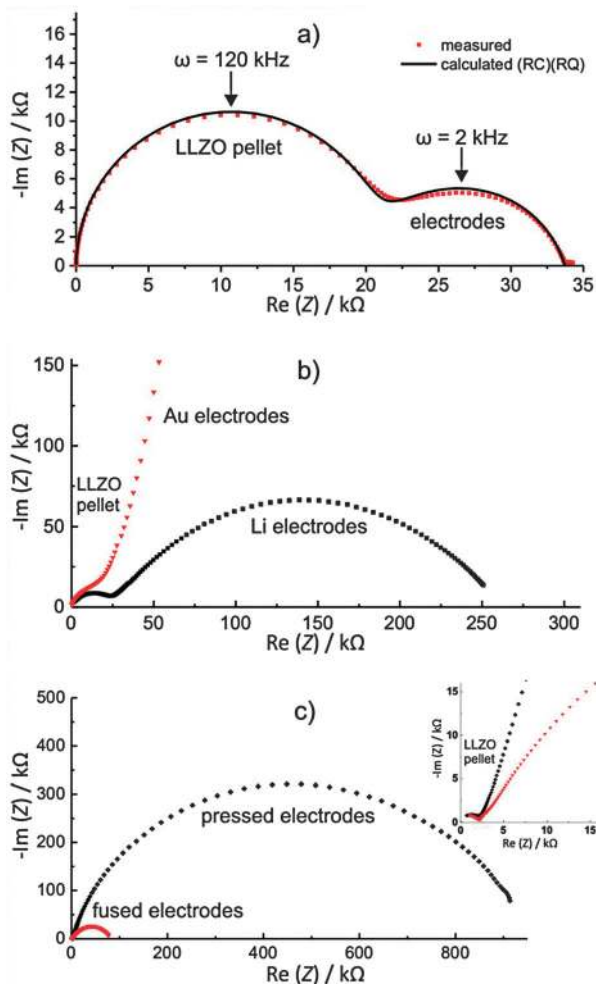 a)
measured
calculated (RC)(RQ)
ω = 120 kHz
ω = 2 kHz
LLZO pellet
electrodes
-Im (Z) / kΩ
16
14
12
10
8
6
4
2
0
0 5 10 15 20 25 30 35
Re (Z) / kΩ
b)
Au electrodes
LLZO
pellet
Li electrodes
-Im (Z) / kΩ
150
100
50
0
0 50 100 150 200 250 300
Re (Z) / kΩ
c)
pressed electrodes
fused electrodes
-Im (Z) / kΩ
500
400
300
200
100
0
0 200 400 600 800
Re (Z) / kΩ
LLZO
pellet
-Im (Z) / kΩ
15
10
5
0
0 5 10 15
Re (Z) / kΩ